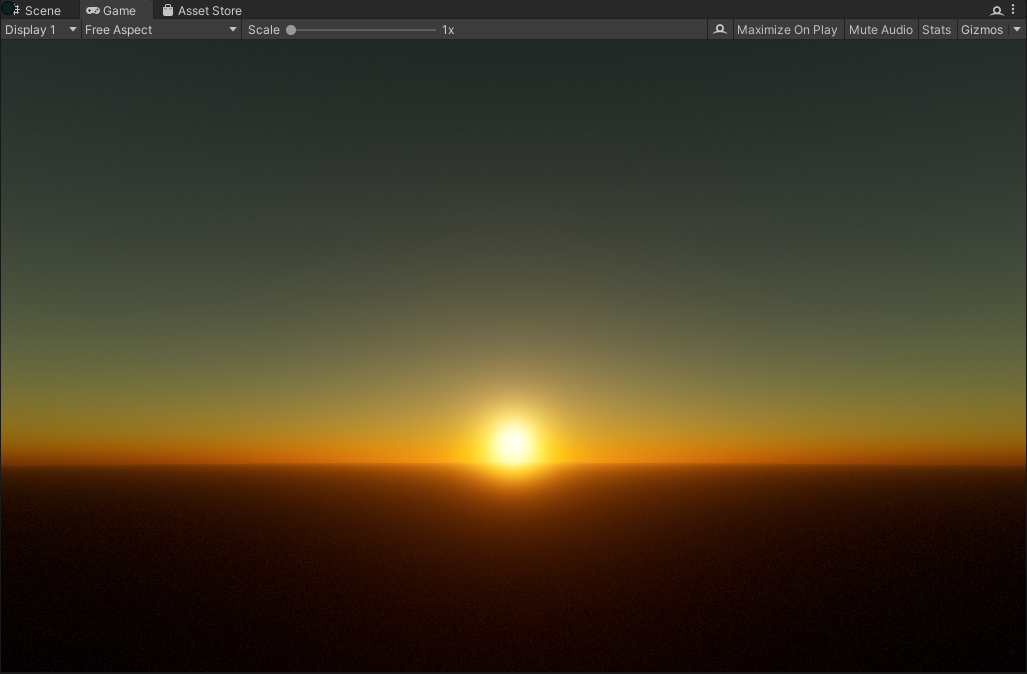 Scene Game Asset Store
Display 1 Free Aspect Scale 1x Maximize On Play Mute Audio Stats Gizmos